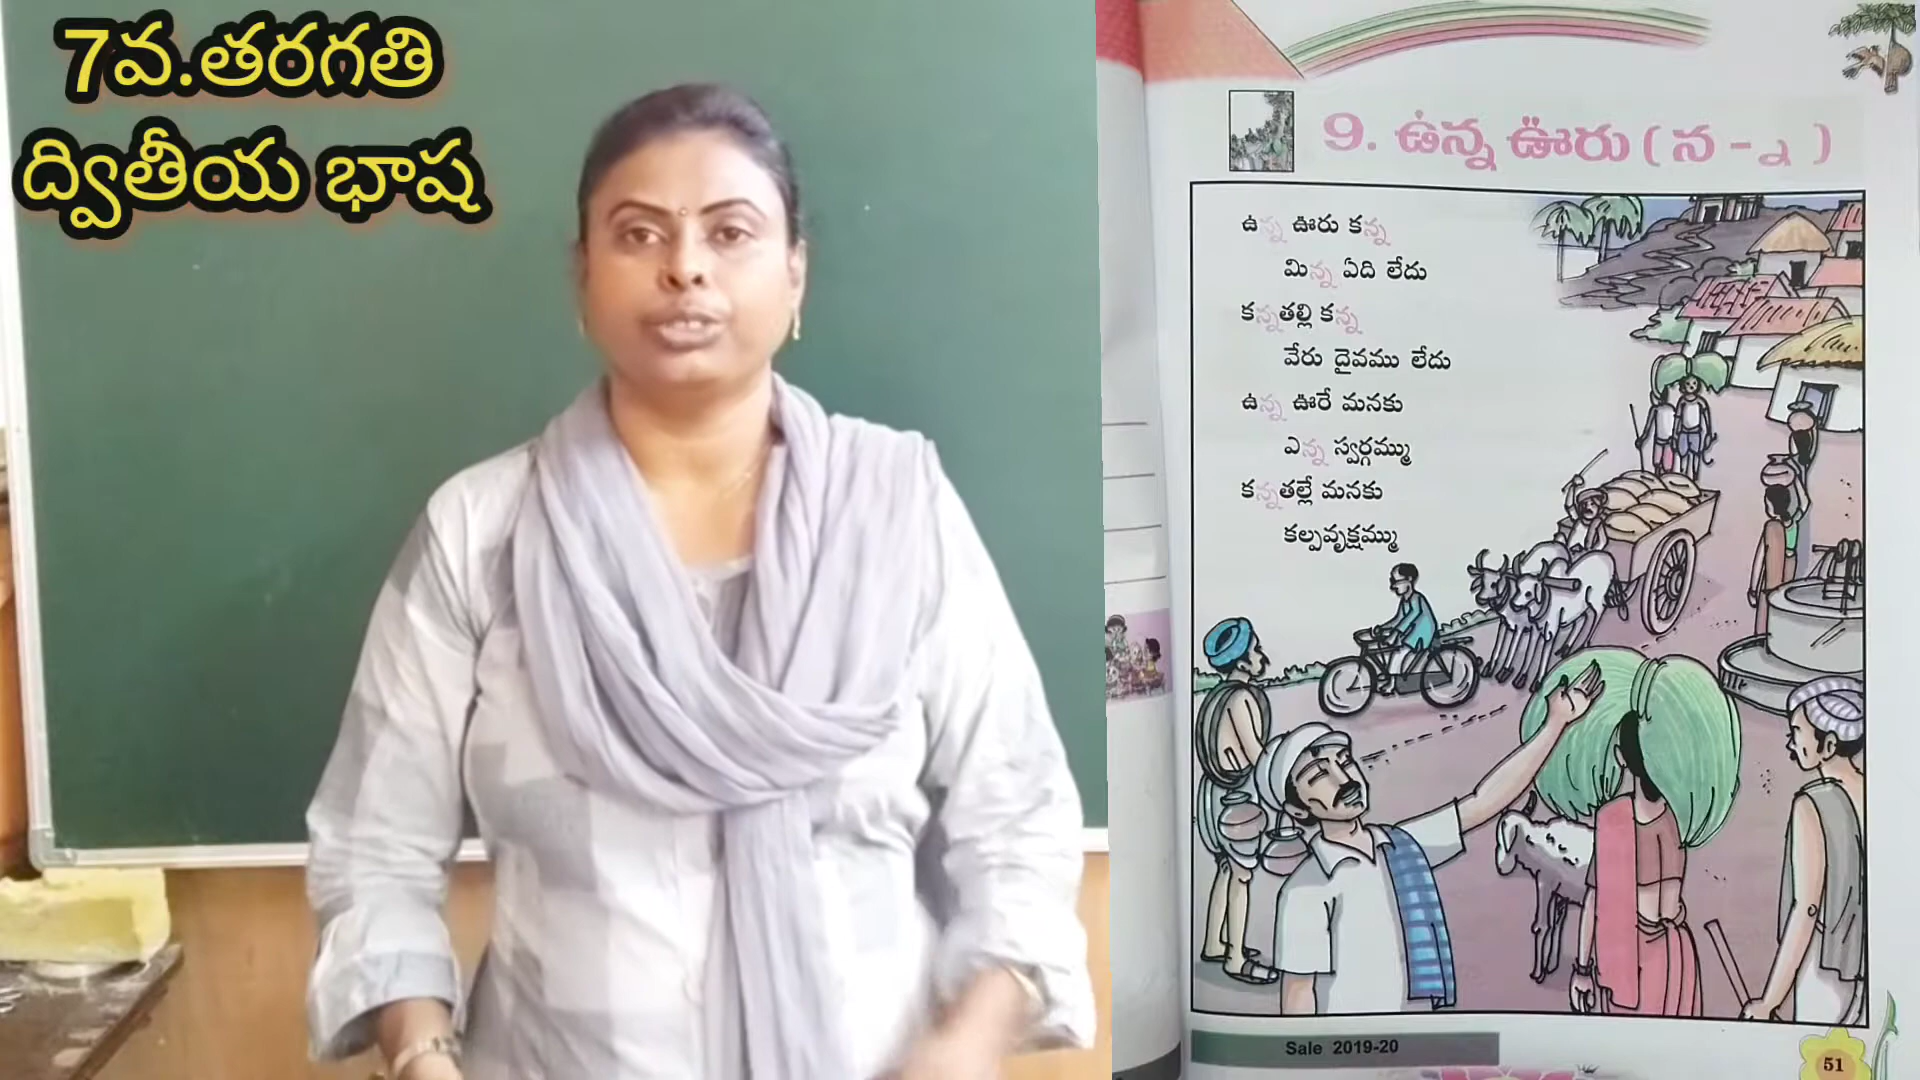 7వ.తరగతి
ద్వితీయ భాష
9. ఉన్న ఊరు ( న - ్న )
ఉన్న ఊరు కన్న
మిన్న ఏది లేదు
కన్నతల్లి కన్న
వేరు దైవము లేదు
ఉన్న ఊరే మనకు
ఎన్న స్వర్గమ్ము
కన్నతల్లే మనకు
కల్పవృక్షమ్ము
Sale 2019-20
51